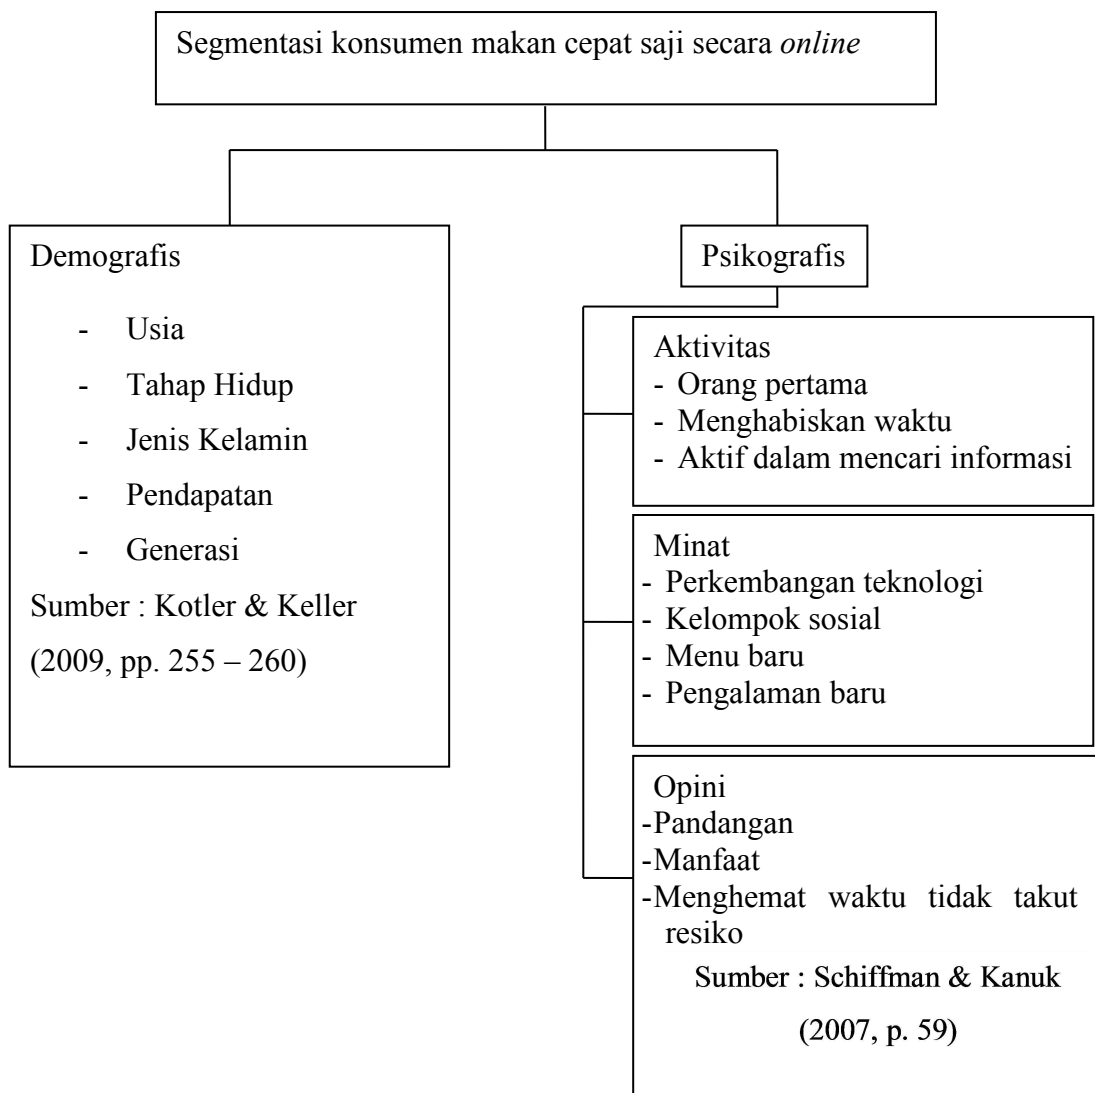 Segmentasi konsumen makan cepat saji secara online
Demografis
- Usia
- Tahap Hidup
- Jenis Kelamin
- Pendapatan
- Generasi
Sumber : Kotler & Keller
(2009, pp. 255 – 260)
Psikografis
Aktivitas
- Orang pertama
- Menghabiskan waktu
- Aktif dalam mencari informasi
Minat
- Perkembangan teknologi
- Kelompok sosial
- Menu baru
- Pengalaman baru
Opini
-Pandangan
-Manfaat
-Menghemat waktu tidak takut
resiko
Sumber : Schiffman & Kanuk
(2007, p. 59)